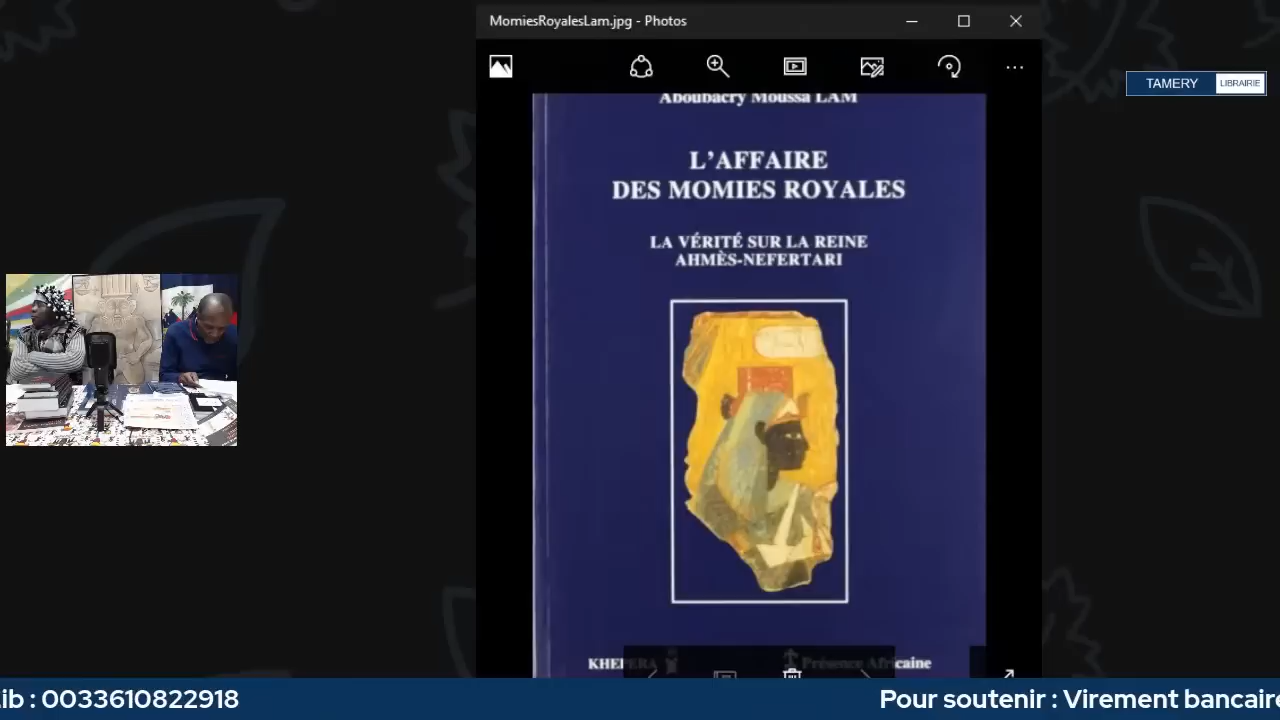 MomiesRoyalesLam.jpg - Photos
TAMERY LIBRAIRIE
Aboubacry Moussa LAM
L'AFFAIRE
DES MOMIES ROYALES
LA VÉRITÉ SUR LA REINE
AHMÈS-NEFERTARI
KHEPERA Présence Africaine
ib : 0033610822918
Pour soutenir : Virement bancaire